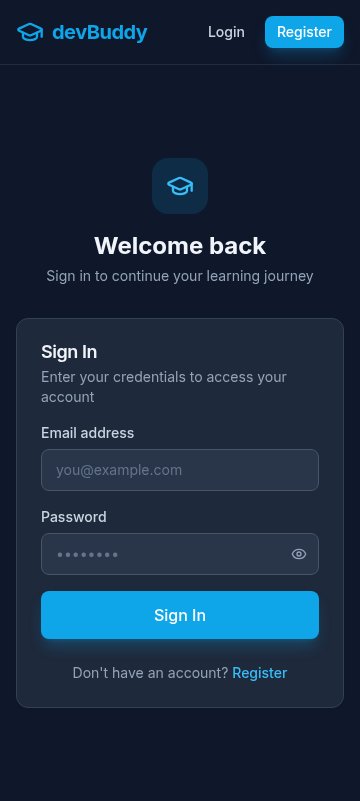 devBuddy
Login
Register
Welcome back
Sign in to continue your learning journey
Sign In
Enter your credentials to access your
account
Email address
you@example.com
Password
••••••••
Sign In
Don't have an account? Register